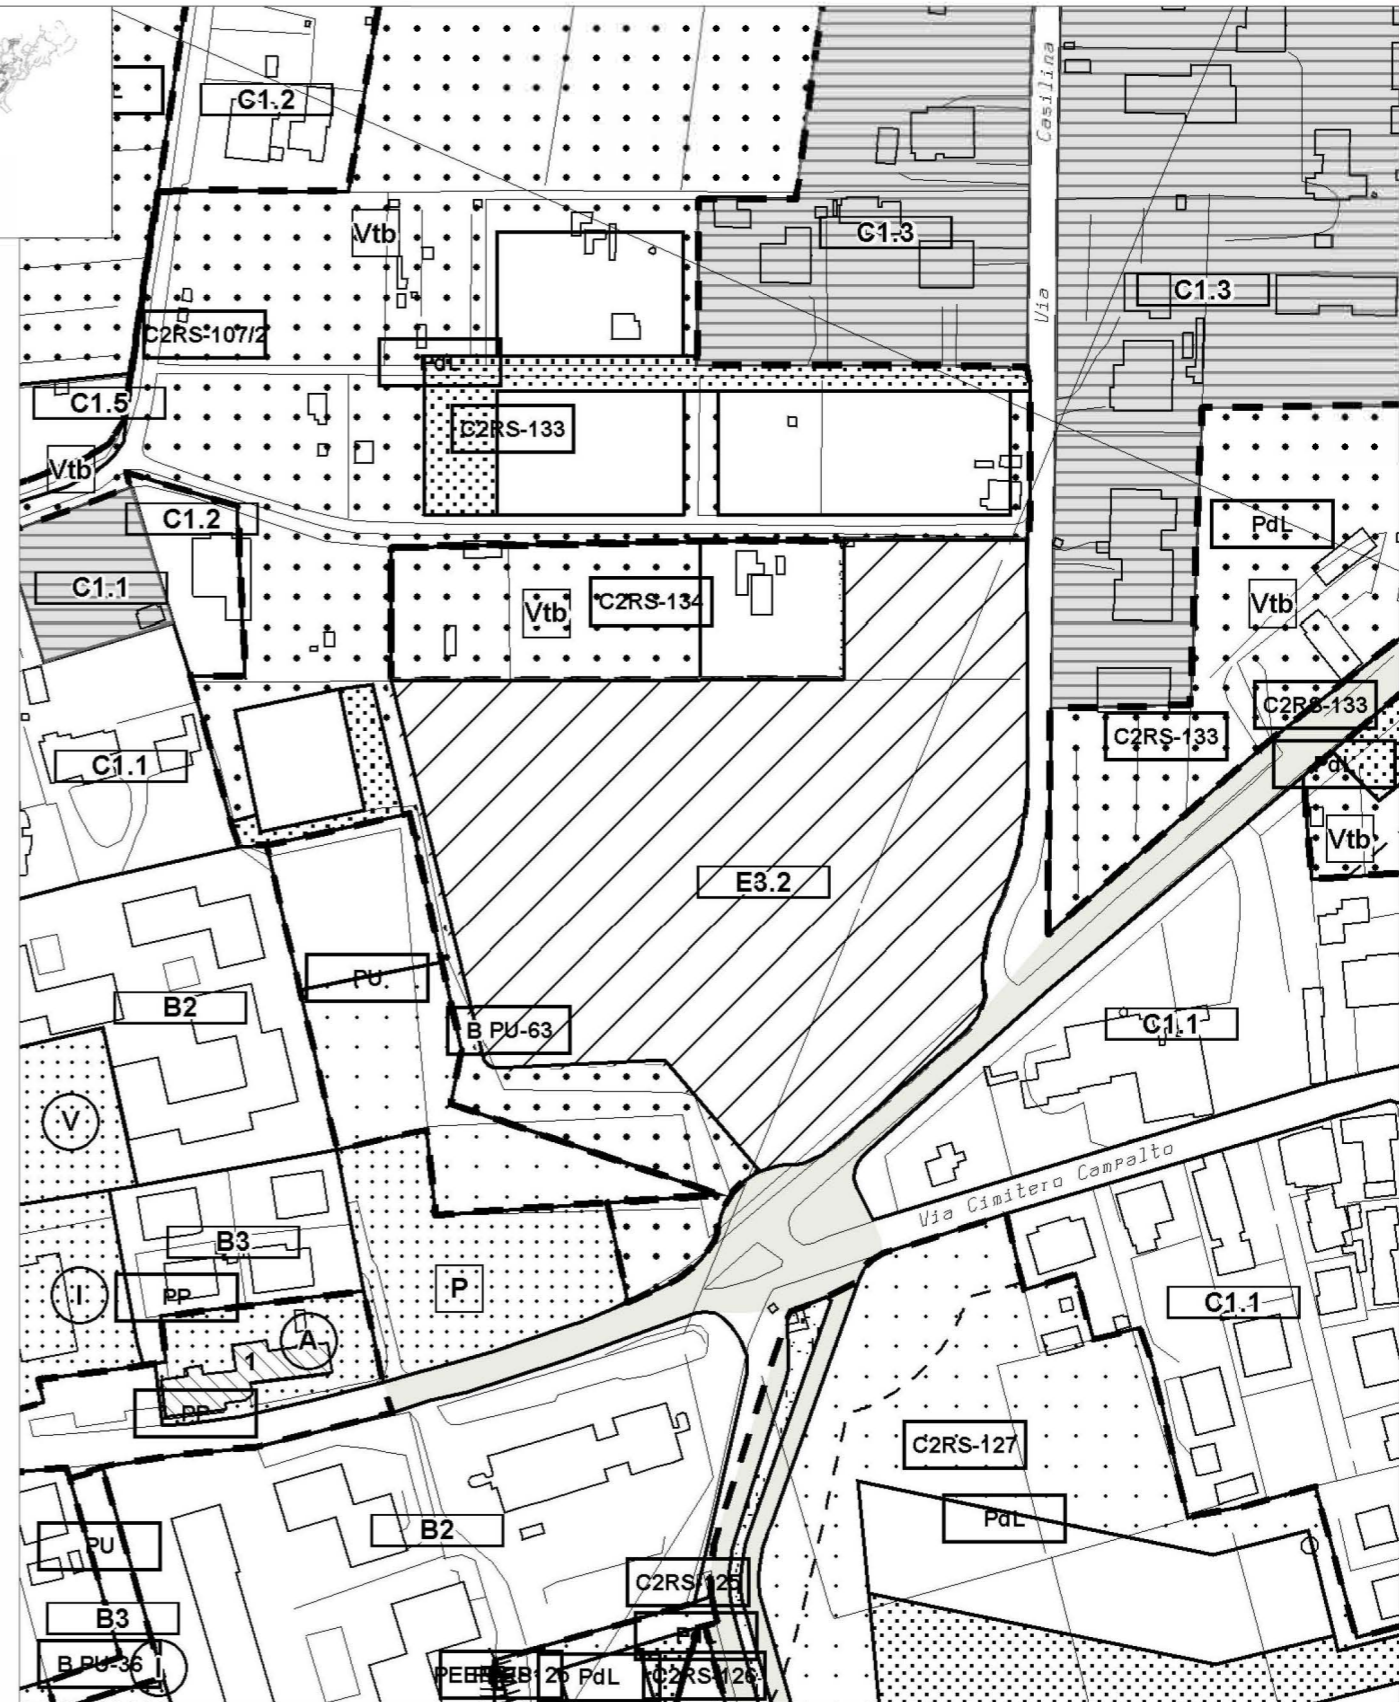 C1.2
Via Casilina
Vtb
C1.3
C1.3
C2RS-107/2
PdL
C1.5
C2RS-133
Vtb
C1.2
PdL
C1.1
Vtb
C2RS-134
Vtb
C2RS-133
C2RS-133
C1.1
PdL
Vtb
E3.2
PU
B2
B PU-63
C1.1
V
Via Cimitero Campalto
B3
I
PP
P
C1.1
A
1
PP
C2RS-127
PdL
B2
PU
C2RS-125
B3
B PU-36
I
PdL
C2RS-126